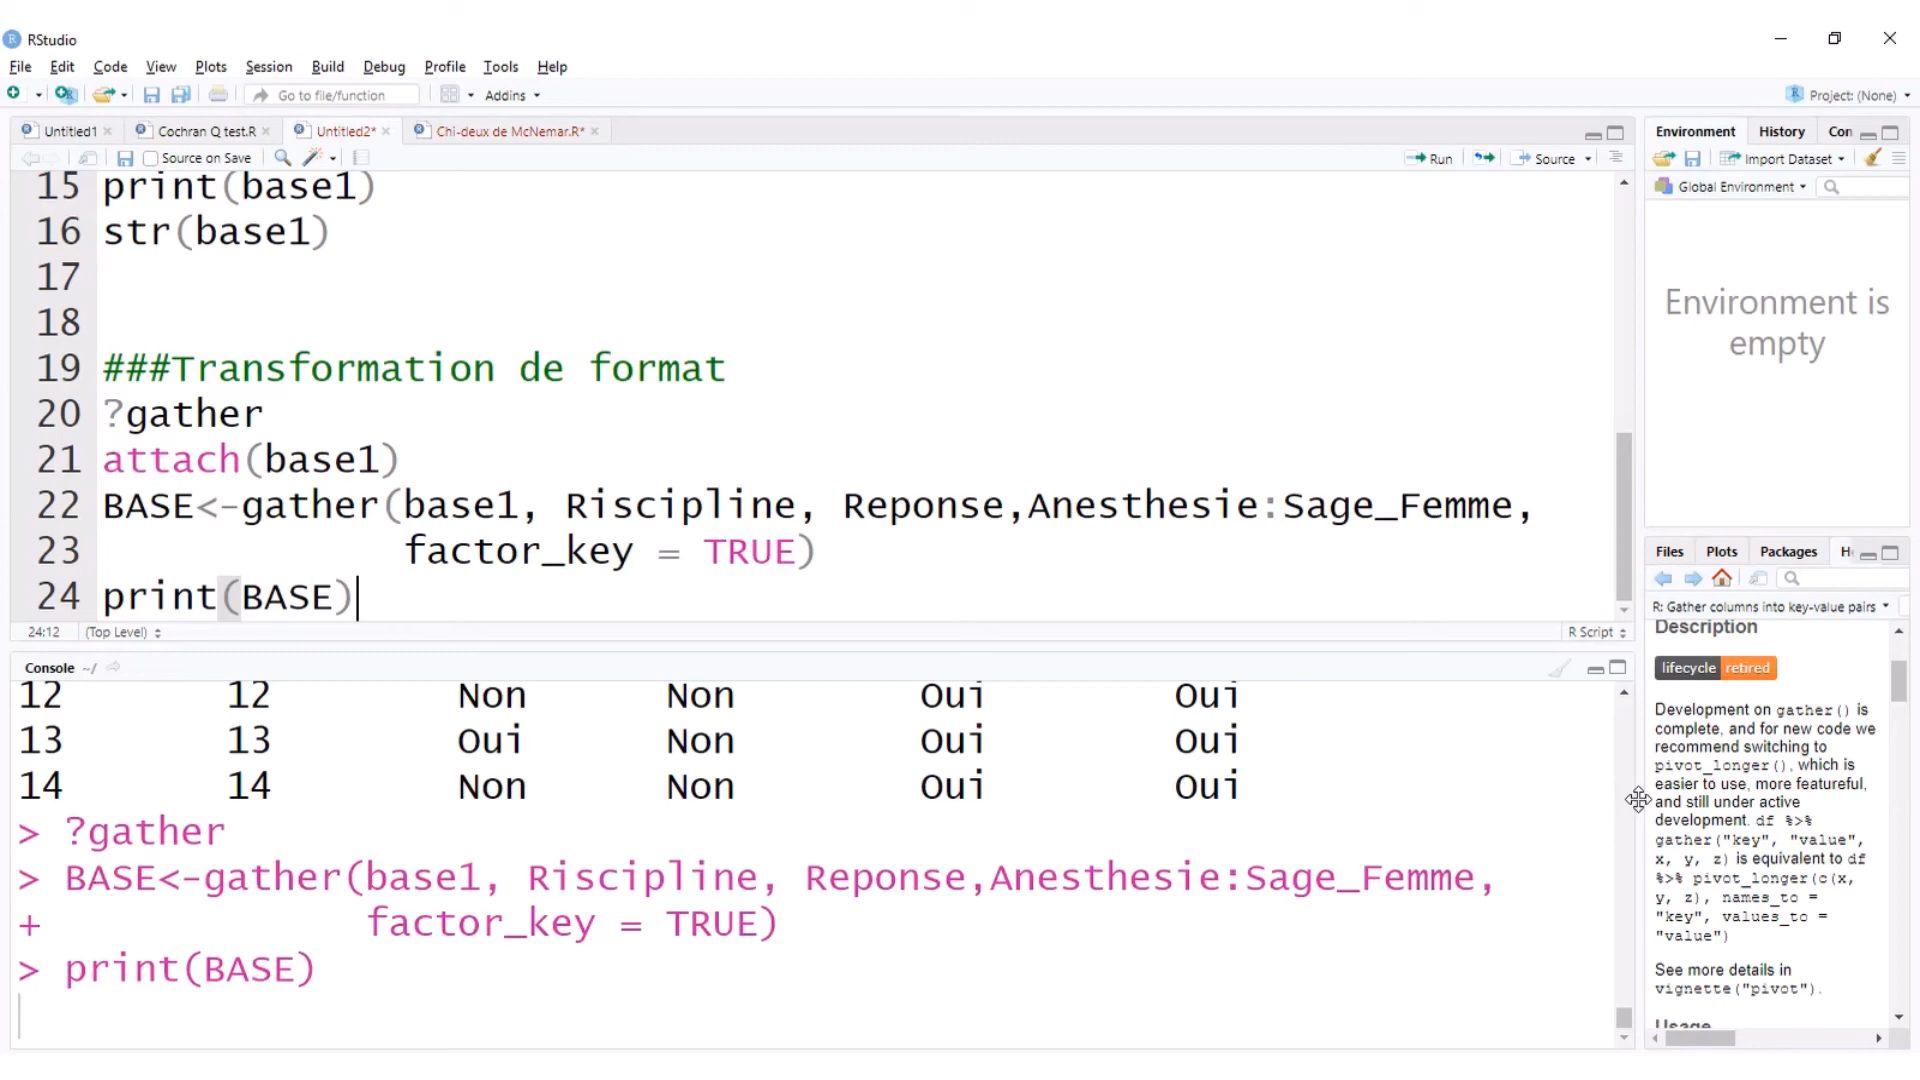 RStudio
File Edit Code View Plots Session Build Debug Profile Tools Help
Go to file/function Addins Project: (None)
Untitled1 Cochran Q test.R Untitled2* Chi-deux de McNemar.R*
Source on Save Run Source
15 print(base1)
16 str(base1)
17
18
19 ###Transformation de format
20 ?gather
21 attach(base1)
22 BASE<-gather(base1, Riscipline, Reponse,Anesthesie:Sage_Femme,
23 factor_key = TRUE)
24 print(BASE)
24:12 (Top Level) R Script
Console ~/
12 12 Non Non Oui Oui
13 13 Oui Non Oui Oui
14 14 Non Non Oui Oui
> ?gather
> BASE<-gather(base1, Riscipline, Reponse,Anesthesie:Sage_Femme,
+ factor_key = TRUE)
> print(BASE)
Environment History Con
Import Dataset
Global Environment
Environment is
empty
Files Plots Packages H
R: Gather columns into key-value pairs
Description
lifecycle retired
Development on gather() is
complete, and for new code we
recommend switching to
pivot_longer(), which is
easier to use, more featureful,
and still under active
development. df %>%
gather("key", "value",
x, y, z) is equivalent to df
%>% pivot_longer(c(x,
y, z), names_to =
"key", values_to =
"value")
See more details in
vignette("pivot").
Usage